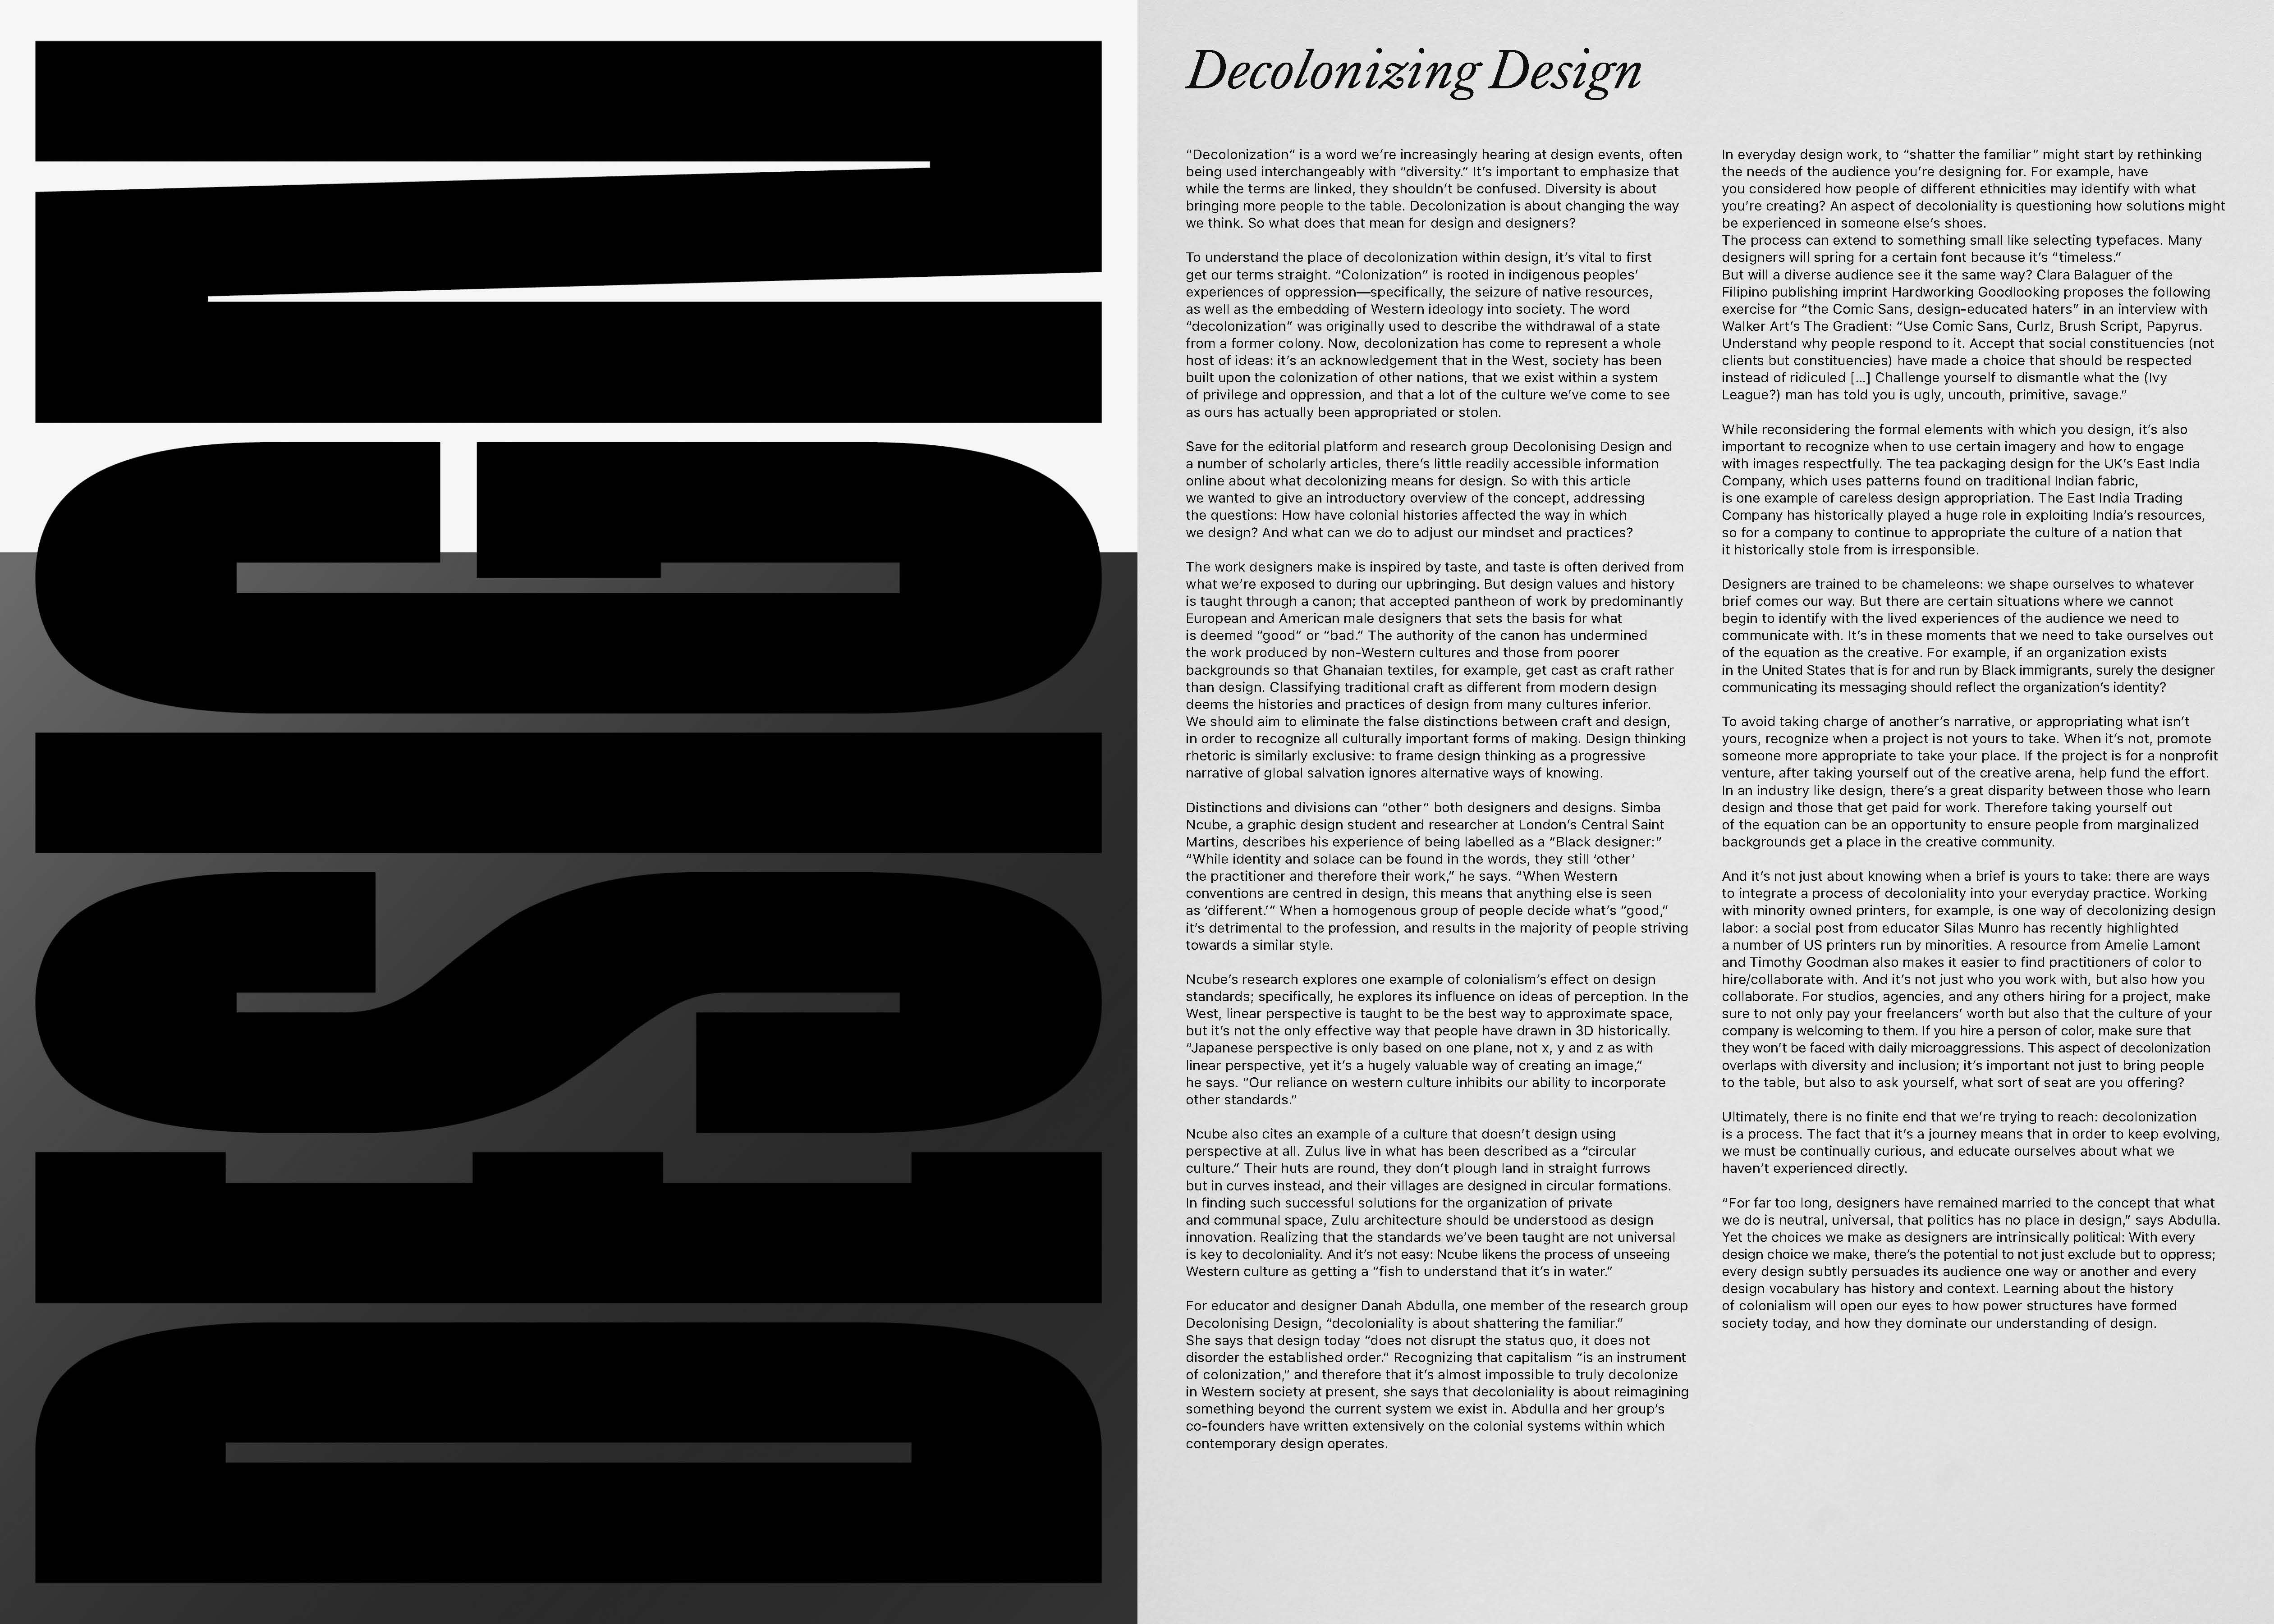 DESIGN
Decolonizing Design
“Decolonization” is a word we’re increasingly hearing at design events, often
being used interchangeably with “diversity.” It’s important to emphasize that
while the terms are linked, they shouldn’t be confused. Diversity is about
bringing more people to the table. Decolonization is about changing the way
we think. So what does that mean for design and designers?
To understand the place of decolonization within design, it’s vital to first
get our terms straight. “Colonization” is rooted in indigenous peoples’
experiences of oppression—specifically, the seizure of native resources,
as well as the embedding of Western ideology into society. The word
“decolonization” was originally used to describe the withdrawal of a state
from a former colony. Now, decolonization has come to represent a whole
host of ideas: it’s an acknowledgement that in the West, society has been
built upon the colonization of other nations, that we exist within a system
of privilege and oppression, and that a lot of the culture we’ve come to see
as ours has actually been appropriated or stolen.
Save for the editorial platform and research group Decolonising Design and
a number of scholarly articles, there’s little readily accessible information
online about what decolonizing means for design. So with this article
we wanted to give an introductory overview of the concept, addressing
the questions: How have colonial histories affected the way in which
we design? And what can we do to adjust our mindset and practices?
The work designers make is inspired by taste, and taste is often derived from
what we’re exposed to during our upbringing. But design values and history
is taught through a canon; that accepted pantheon of work by predominantly
European and American male designers that sets the basis for what
is deemed “good” or “bad.” The authority of the canon has undermined
the work produced by non-Western cultures and those from poorer
backgrounds so that Ghanaian textiles, for example, get cast as craft rather
than design. Classifying traditional craft as different from modern design
deems the histories and practices of design from many cultures inferior.
We should aim to eliminate the false distinctions between craft and design,
in order to recognize all culturally important forms of making. Design thinking
rhetoric is similarly exclusive: to frame design thinking as a progressive
narrative of global salvation ignores alternative ways of knowing.
Distinctions and divisions can “other” both designers and designs. Simba
Ncube, a graphic design student and researcher at London’s Central Saint
Martins, describes his experience of being labelled as a “Black designer:”
“While identity and solace can be found in the words, they still ‘other’
the practitioner and therefore their work,” he says. “When Western
conventions are centred in design, this means that anything else is seen
as ‘different.’” When a homogenous group of people decide what’s “good,”
it’s detrimental to the profession, and results in the majority of people striving
towards a similar style.
Ncube’s research explores one example of colonialism’s effect on design
standards; specifically, he explores its influence on ideas of perception. In the
West, linear perspective is taught to be the best way to approximate space,
but it’s not the only effective way that people have drawn in 3D historically.
“Japanese perspective is only based on one plane, not x, y and z as with
linear perspective, yet it’s a hugely valuable way of creating an image,”
he says. “Our reliance on western culture inhibits our ability to incorporate
other standards.”
Ncube also cites an example of a culture that doesn’t design using
perspective at all. Zulus live in what has been described as a “circular
culture.” Their huts are round, they don’t plough land in straight furrows
but in curves instead, and their villages are designed in circular formations.
In finding such successful solutions for the organization of private
and communal space, Zulu architecture should be understood as design
innovation. Realizing that the standards we’ve been taught are not universal
is key to decoloniality. And it’s not easy: Ncube likens the process of unseeing
Western culture as getting a “fish to understand that it’s in water.”
For educator and designer Danah Abdulla, one member of the research group
Decolonising Design, “decoloniality is about shattering the familiar.”
She says that design today “does not disrupt the status quo, it does not
disorder the established order.” Recognizing that capitalism “is an instrument
of colonization,” and therefore that it’s almost impossible to truly decolonize
in Western society at present, she says that decoloniality is about reimagining
something beyond the current system we exist in. Abdulla and her group’s
co-founders have written extensively on the colonial systems within which
contemporary design operates.
In everyday design work, to “shatter the familiar” might start by rethinking
the needs of the audience you’re designing for. For example, have
you considered how people of different ethnicities may identify with what
you’re creating? An aspect of decoloniality is questioning how solutions might
be experienced in someone else’s shoes.
The process can extend to something small like selecting typefaces. Many
designers will spring for a certain font because it’s “timeless.”
But will a diverse audience see it the same way? Clara Balaguer of the
Filipino publishing imprint Hardworking Goodlooking proposes the following
exercise for “the Comic Sans, design-educated haters” in an interview with
Walker Art’s The Gradient: “Use Comic Sans, Curlz, Brush Script, Papyrus.
Understand why people respond to it. Accept that social constituencies (not
clients but constituencies) have made a choice that should be respected
instead of ridiculed [...] Challenge yourself to dismantle what the (Ivy
League?) man has told you is ugly, uncouth, primitive, savage.”
While reconsidering the formal elements with which you design, it’s also
important to recognize when to use certain imagery and how to engage
with images respectfully. The tea packaging design for the UK’s East India
Company, which uses patterns found on traditional Indian fabric,
is one example of careless design appropriation. The East India Trading
Company has historically played a huge role in exploiting India’s resources,
so for a company to continue to appropriate the culture of a nation that
it historically stole from is irresponsible.
Designers are trained to be chameleons: we shape ourselves to whatever
brief comes our way. But there are certain situations where we cannot
begin to identify with the lived experiences of the audience we need to
communicate with. It’s in these moments that we need to take ourselves out
of the equation as the creative. For example, if an organization exists
in the United States that is for and run by Black immigrants, surely the designer
communicating its messaging should reflect the organization’s identity?
To avoid taking charge of another’s narrative, or appropriating what isn’t
yours, recognize when a project is not yours to take. When it’s not, promote
someone more appropriate to take your place. If the project is for a nonprofit
venture, after taking yourself out of the creative arena, help fund the effort.
In an industry like design, there’s a great disparity between those who learn
design and those that get paid for work. Therefore taking yourself out
of the equation can be an opportunity to ensure people from marginalized
backgrounds get a place in the creative community.
And it’s not just about knowing when a brief is yours to take: there are ways
to integrate a process of decoloniality into your everyday practice. Working
with minority owned printers, for example, is one way of decolonizing design
labor: a social post from educator Silas Munro has recently highlighted
a number of US printers run by minorities. A resource from Amelie Lamont
and Timothy Goodman also makes it easier to find practitioners of color to
hire/collaborate with. And it’s not just who you work with, but also how you
collaborate. For studios, agencies, and any others hiring for a project, make
sure to not only pay your freelancers’ worth but also that the culture of your
company is welcoming to them. If you hire a person of color, make sure that
they won’t be faced with daily microaggressions. This aspect of decolonization
overlaps with diversity and inclusion; it’s important not just to bring people
to the table, but also to ask yourself, what sort of seat are you offering?
Ultimately, there is no finite end that we’re trying to reach: decolonization
is a process. The fact that it’s a journey means that in order to keep evolving,
we must be continually curious, and educate ourselves about what we
haven’t experienced directly.
“For far too long, designers have remained married to the concept that what
we do is neutral, universal, that politics has no place in design,” says Abdulla.
Yet the choices we make as designers are intrinsically political: With every
design choice we make, there’s the potential to not just exclude but to oppress;
every design subtly persuades its audience one way or another and every
design vocabulary has history and context. Learning about the history
of colonialism will open our eyes to how power structures have formed
society today, and how they dominate our understanding of design.